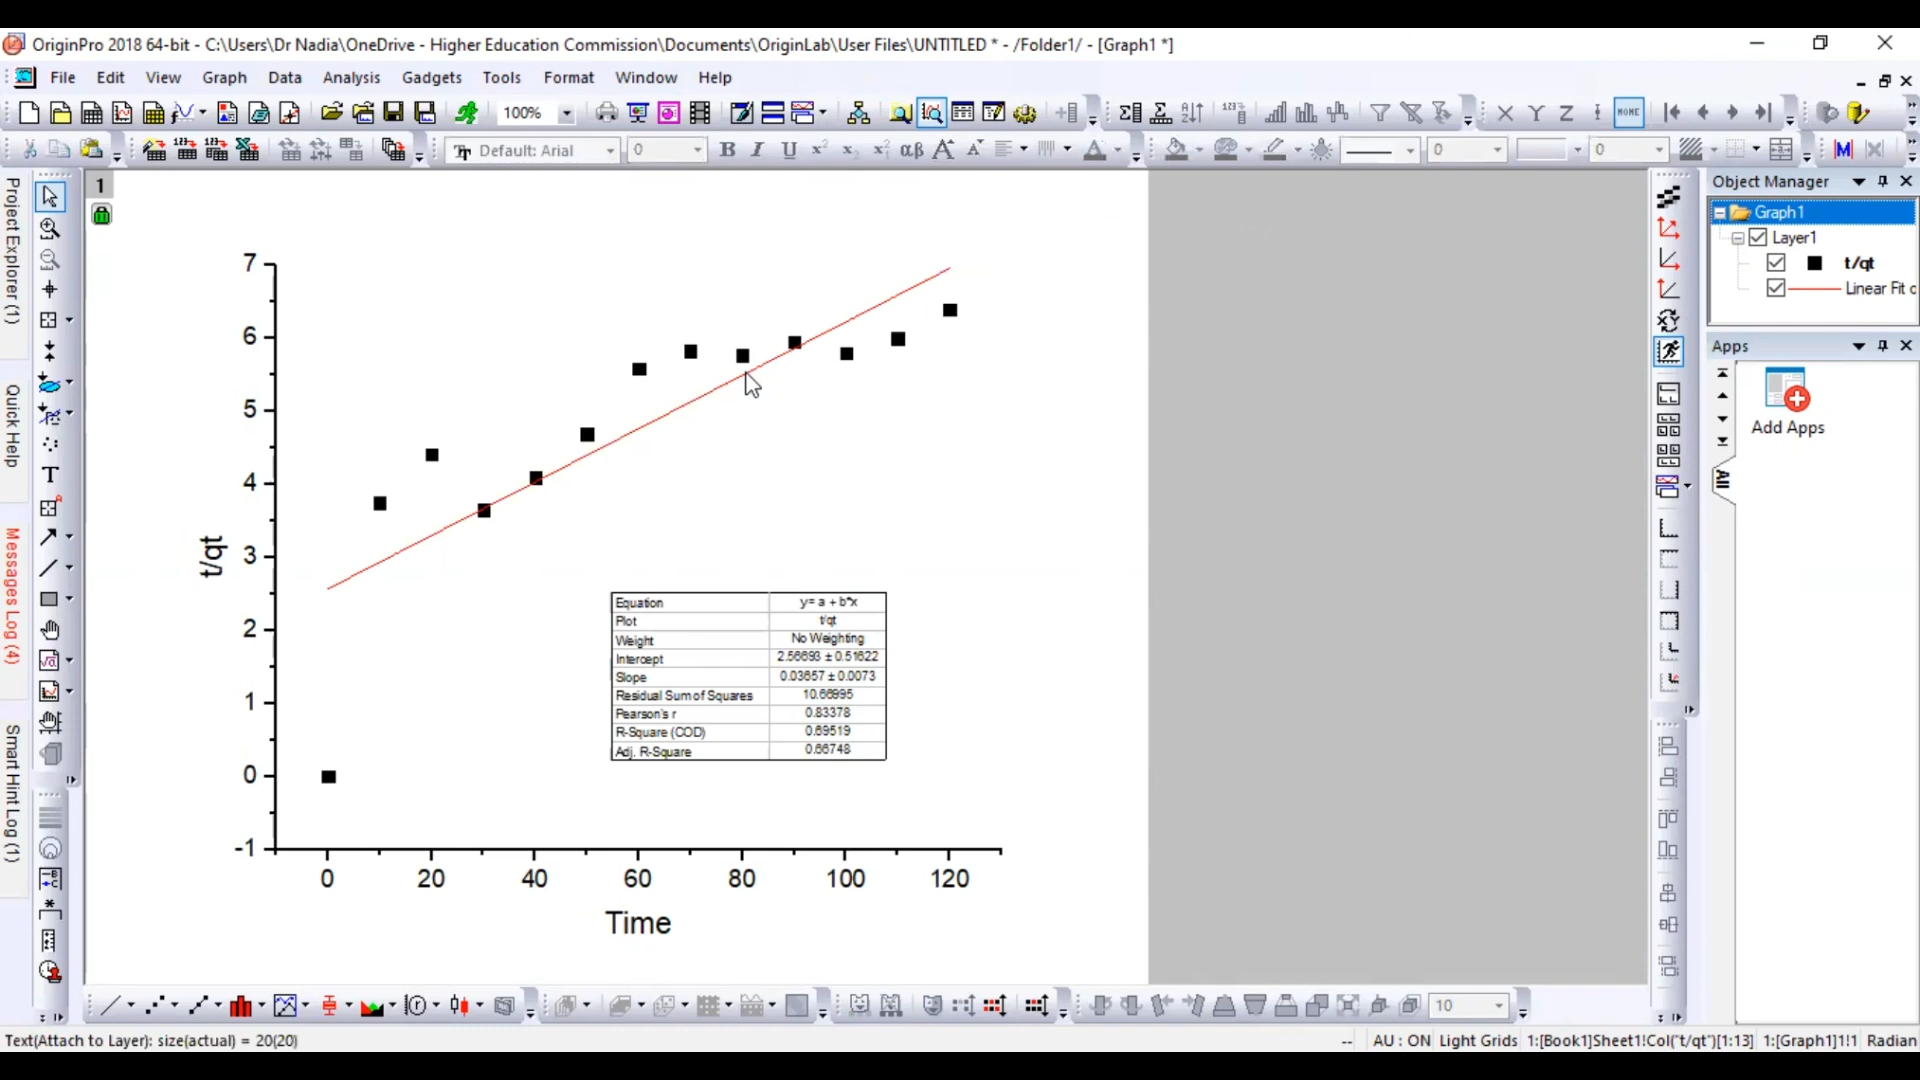 OriginPro 2018 64-bit - C:\Users\Dr Nadia\OneDrive - Higher Education Commission\Documents\OriginLab\User Files\UNTITLED * - /Folder1/ - [Graph1 *]
File Edit View Graph Data Analysis Gadgets Tools Format Window Help
100%
X Y Z HOME
Default: Arial 0 B I U αβ A 0 0 M
Project Explorer (1)
Quick Help
Messages Log (4)
Smart Hint Log (1)
1
7
6
5
4
3
2
1
0
-1
t/qt
0 20 40 60 80 100 120
Time
Equation y = a + b*x
Plot t/qt
Weight No Weighting
Intercept 2.56693 ± 0.51622
Slope 0.03657 ± 0.0073
Residual Sum of Squares 10.66995
Pearson's r 0.83378
R-Square (COD) 0.69519
Adj. R-Square 0.66748
Object Manager
Graph1
Layer1
t/qt
Linear Fit o
Apps
Add Apps
All
10
Text(Attach to Layer): size(actual) = 20(20)
-- AU : ON Light Grids 1:[Book1]Sheet1!Col("t/qt")[1:13] 1:[Graph1]1!1 Radian